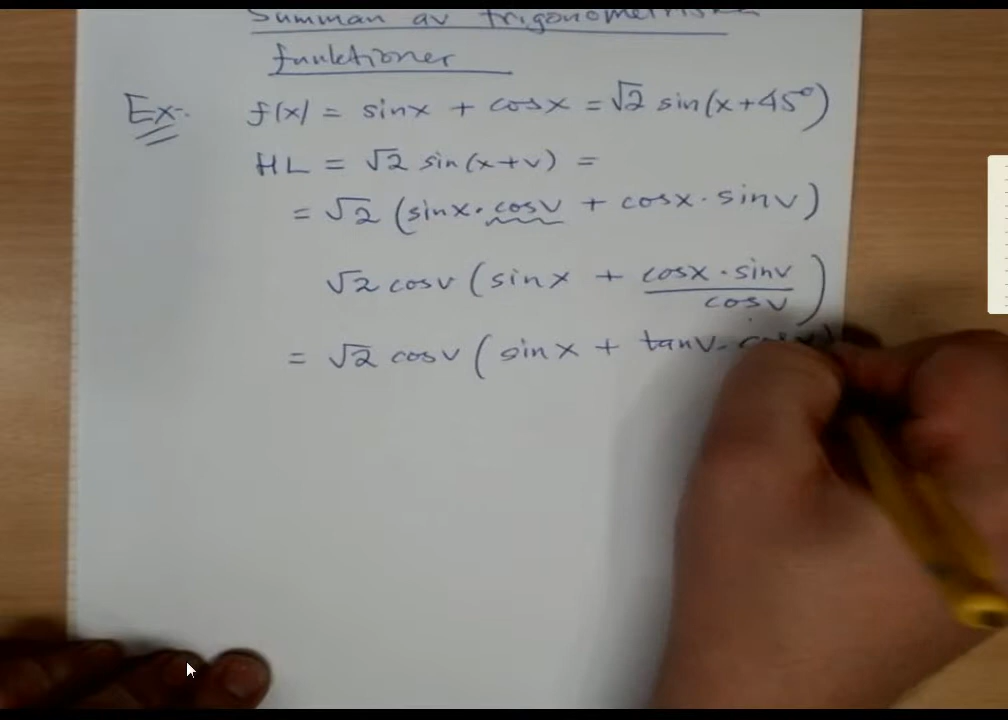 Summan av trigonometriska
funktioner
Ex. f(x) = sinx + cosx = √2 sin(x+45°)
HL = √2 sin(x+v) =
= √2 (sinx·cosv + cosx·sinv)
√2 cosv (sinx + cosx·sinv / cosv)
= √2 cosv (sinx + tanv·cosx)